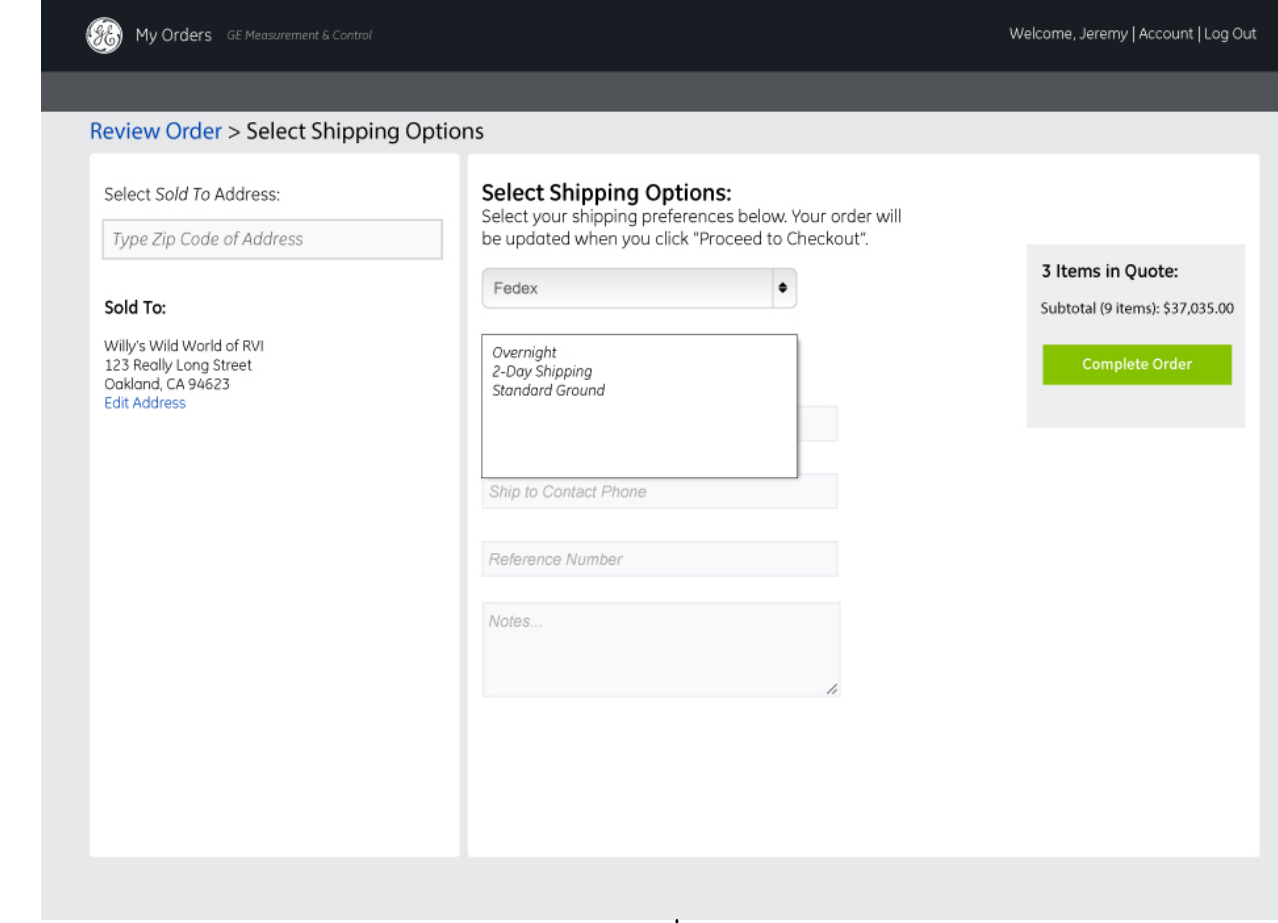 My Orders GE Measurement & Control
Welcome, Jeremy | Account | Log Out
Review Order > Select Shipping Options
Select Sold To Address:
Type Zip Code of Address
Sold To:
Willy's Wild World of RVI
123 Really Long Street
Oakland, CA 94623
Edit Address
Select Shipping Options:
Select your shipping preferences below. Your order will
be updated when you click "Proceed to Checkout".
Fedex
Overnight
2-Day Shipping
Standard Ground
Ship to Contact Phone
Reference Number
Notes...
3 Items in Quote:
Subtotal (9 items): $37,035.00
Complete Order